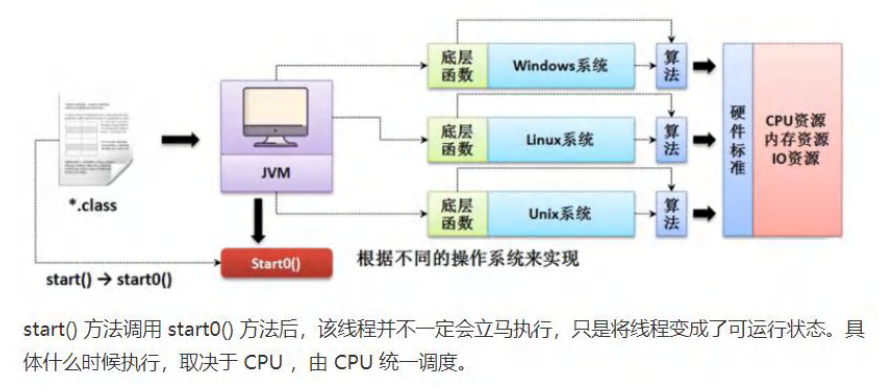 底层函数
Windows系统
算法
底层函数
Linux系统
算法
底层函数
Unix系统
算法
硬件标准
CPU资源
内存资源
IO资源
JVM
*.class
Start0()
start() → start0()
根据不同的操作系统来实现
start() 方法调用 start0() 方法后，该线程并不一定会立马执行，只是将线程变成了可运行状态。具
体什么时候执行，取决于 CPU ，由 CPU 统一调度。